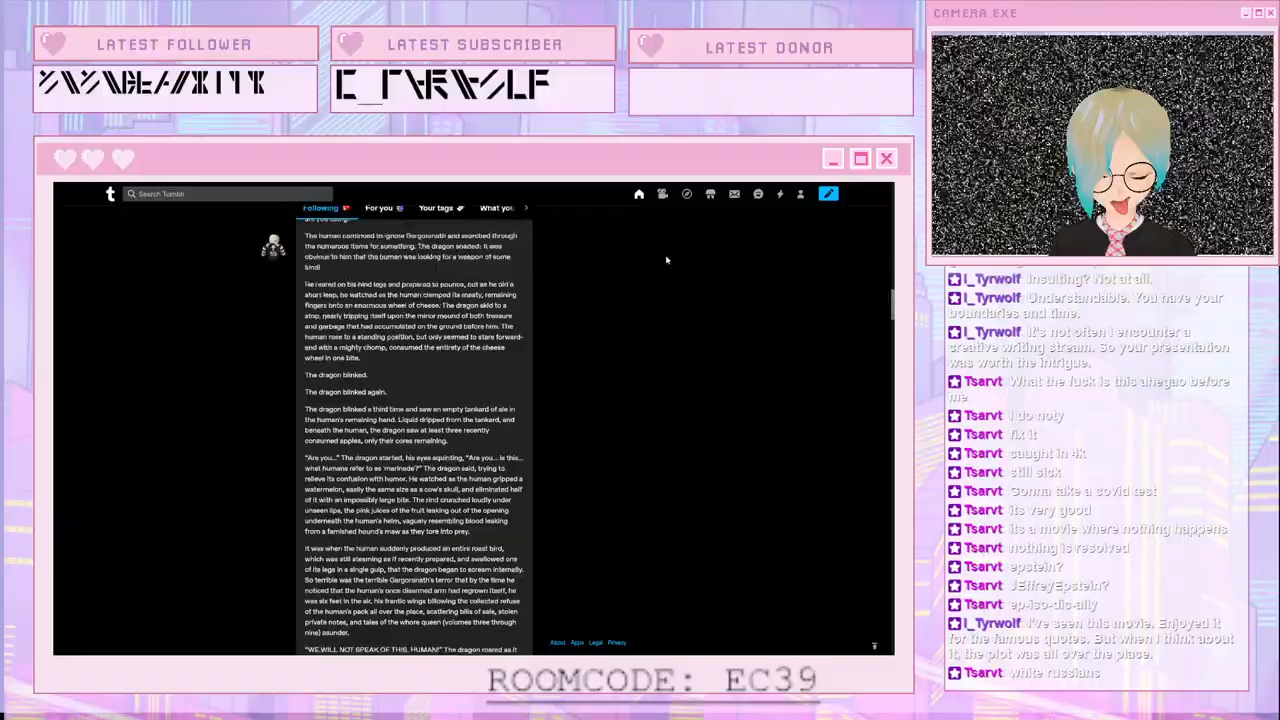 LATEST FOLLOWER
LATEST SUBSCRIBER
LATEST DONOR
CAMERA EXE
t
Search Tumblr
Following
For you
Your tags
What you
are you doing?
The human continued to ignore Gargoranath and searched through
the numerous items for something. The dragon
it was
obvious to him that the human was looking for a weapon of some
kind!
He reared on his hind legs and prepared to pounce, but as he did a
short leap, he watched as the human clamped its meaty, remaining
fingers onto an enormous wheel of cheese. The dragon skid to a
stop, nearly tripping itself upon the minor mound of both treasure
and garbage that had accumulated on the ground before him. The
human rose to a standing position, but only seemed to stare forward-
and with a mighty chomp, consumed the entirety of the cheese
wheel in one bite.
The dragon blinked.
The dragon blinked again.
The dragon blinked a third time and saw an empty tankard of ale in
the human's remaining hand. Liquid dripped from the tankard, and
beneath the human, the dragon saw at least three recently
consumed apples, only their cores remaining.
"Are you..." The dragon started, his eyes squinting, "Are you... is this...
what humans refer to as 'marinade'?" The dragon said, trying to
relieve its confusion with humor. He watched as the human gripped a
watermelon, easily the same size as a cow's skull, and eliminated half
of it with an impossibly large bite. The rind crunched loudly under
unseen lips, the pink juices of the fruit leaking out of the opening
underneath the human's helm, vaguely resembling blood leaking
from a famished hound's maw as they tore into prey.
It was when the human suddenly produced an entire roast bird,
which was still steaming as if recently prepared, and swallowed one
of its legs in a single gulp, that the dragon began to scream internally.
So terrible was the terrible Gargoranath's terror that by the time he
noticed that the human's once disarmed arm had regrown itself, he
was six feet in the air, his frantic wings billowing the collected refuse
of the human's pack all over the place, scattering bills of sale, stolen
private notes, and tales of the whore queen (volumes three through
nine) asunder.
"WE WILL NOT SPEAK OF THIS, HUMAN!" The dragon roared as it
About Apps Legal Privacy
I_Tyrwolf Insulting? Not at all.
I_Tyrwolf Understandable. You have your
boundaries and time.
I_Tyrwolf It's not often I encounter a
creative writing stream. So your presentation
was worth the intrigue.
Tsarvt What the fuck is this ahegao before
me
Tsarvt I do noty
Tsarvt fix it
Tsarvt caught in 4k
Tsarvt still sick
Tsarvt Gonna take a covid test
Tsarvt its very good
Tsarvt
where nothing happens
Tsarvt nothing is resolved
Tsarvt epstein?
Tsarvt JEffreyEpstein?
Tsarvt ep-ise-dically
I_Tyrwolf I've seen this movie. Enjoyed it
for the famous quotes. But when I think about
it, the plot was all over the place.
Tsarvt white russians
ROOMCODE: EC39